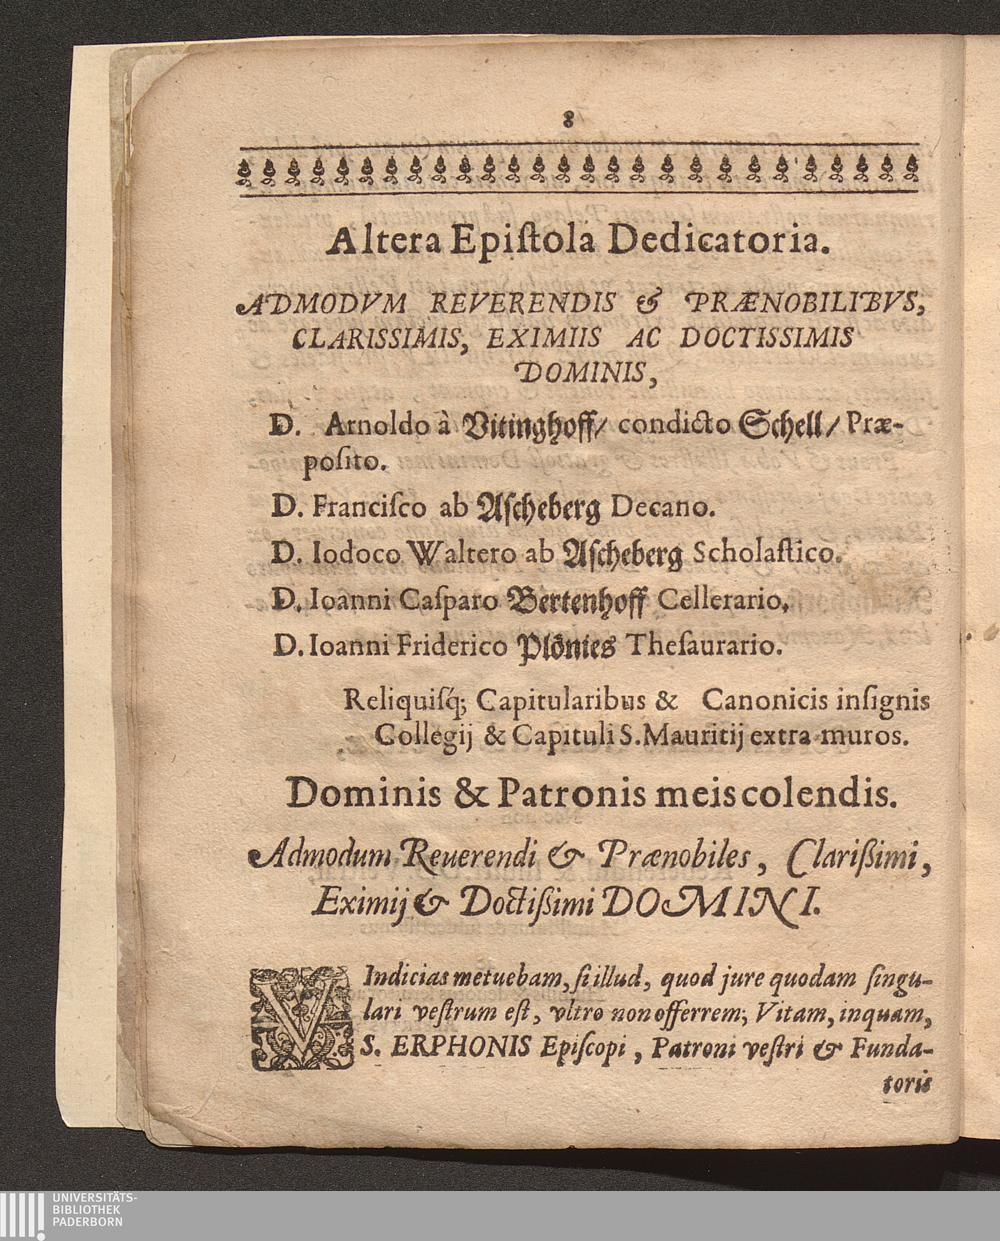 8
Altera Epiſtola Dedicatoria.
ADMODVM REVERENDIS & PRÆNOBILIBVS,
CLARISSIMIS, EXIMIIS AC DOCTISSIMIS
DOMINIS,
D. Arnoldo à Vitinghoff/ condicto Schell/ Præ-
poſito.
D. Franciſco ab Aſcheberg Decano.
D. Iodoco Waltero ab Aſcheberg Scholaſtico.
D. Ioanni Caſparo Bertenhoff Cellerario.
D. Ioanni Friderico Plönies Theſaurario.
Reliquiſq́; Capitularibus & Canonicis inſignis
Collegij & Capituli S. Mauritij extra muros.
Dominis & Patronis meis colendis.
Admodum Reuerendi & Prænobiles, Clarißimi,
Eximij & Doctißimi DOMINI.
VIndicias metuebam, ſi illud, quod jure quodam ſingu-
lari veſtrum eſt, vltro non offerrem; Vitam, inquam,
S. ERPHONIS Epiſcopi, Patroni veſtri & Funda-
toris
UNIVERSITÄTS-
BIBLIOTHEK
PADERBORN